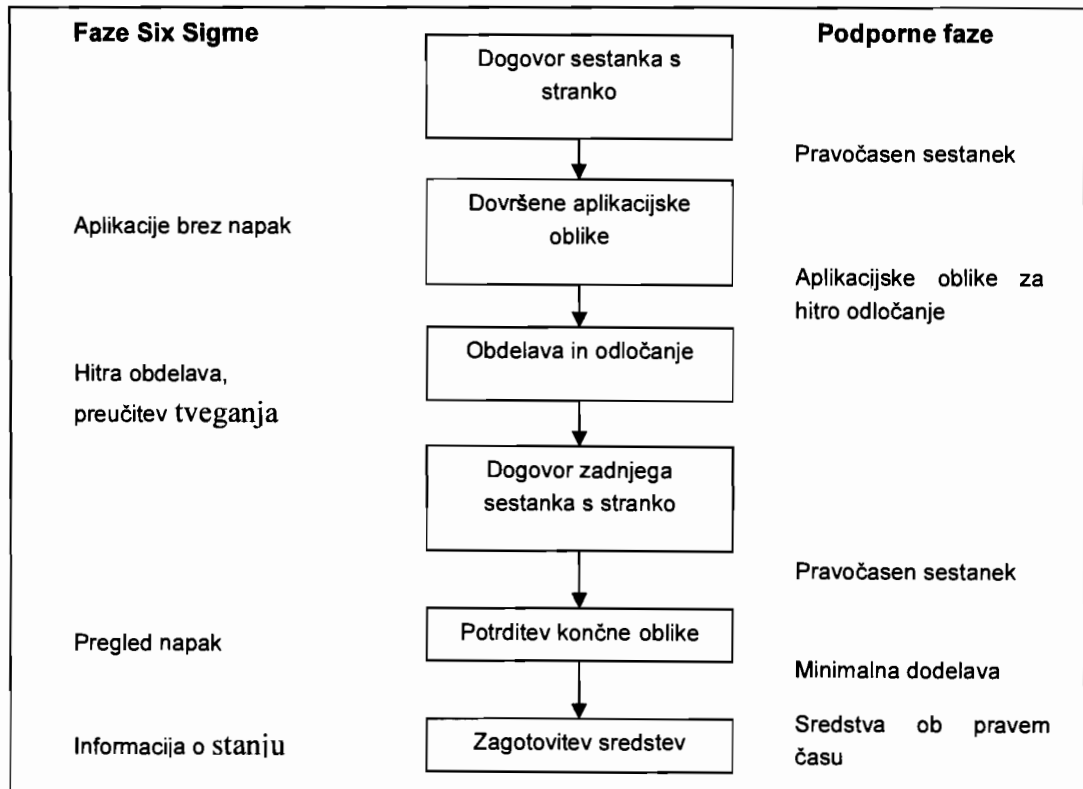 Faze Six Sigme
Podporne faze
Dogovor sestanka s
stranko
Pravočasen sestanek
Dovršene aplikacijske
oblike
Aplikacije brez napak
Aplikacijske oblike za
hitro odločanje
Obdelava in odločanje
Hitra obdelava,
preučitev tveganja
Dogovor zadnjega
sestanka s stranko
Pravočasen sestanek
Potrditev končne oblike
Pregled napak
Minimalna dodelava
Zagotovitev sredstev
Informacija o stanju
Sredstva ob pravem
času